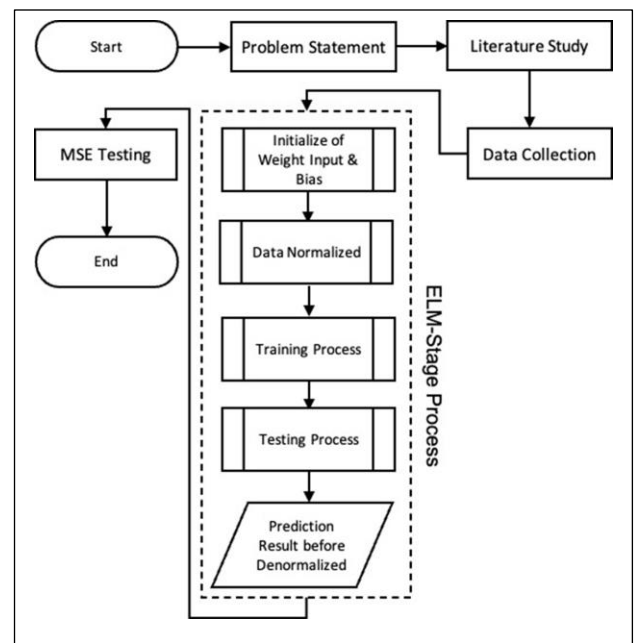 Start
Problem Statement
Literature Study
Data Collection
Initialize of
Weight Input &
Bias
Data Normalized
Training Process
Testing Process
Prediction
Result before
Denormalized
ELM-Stage Process
MSE Testing
End